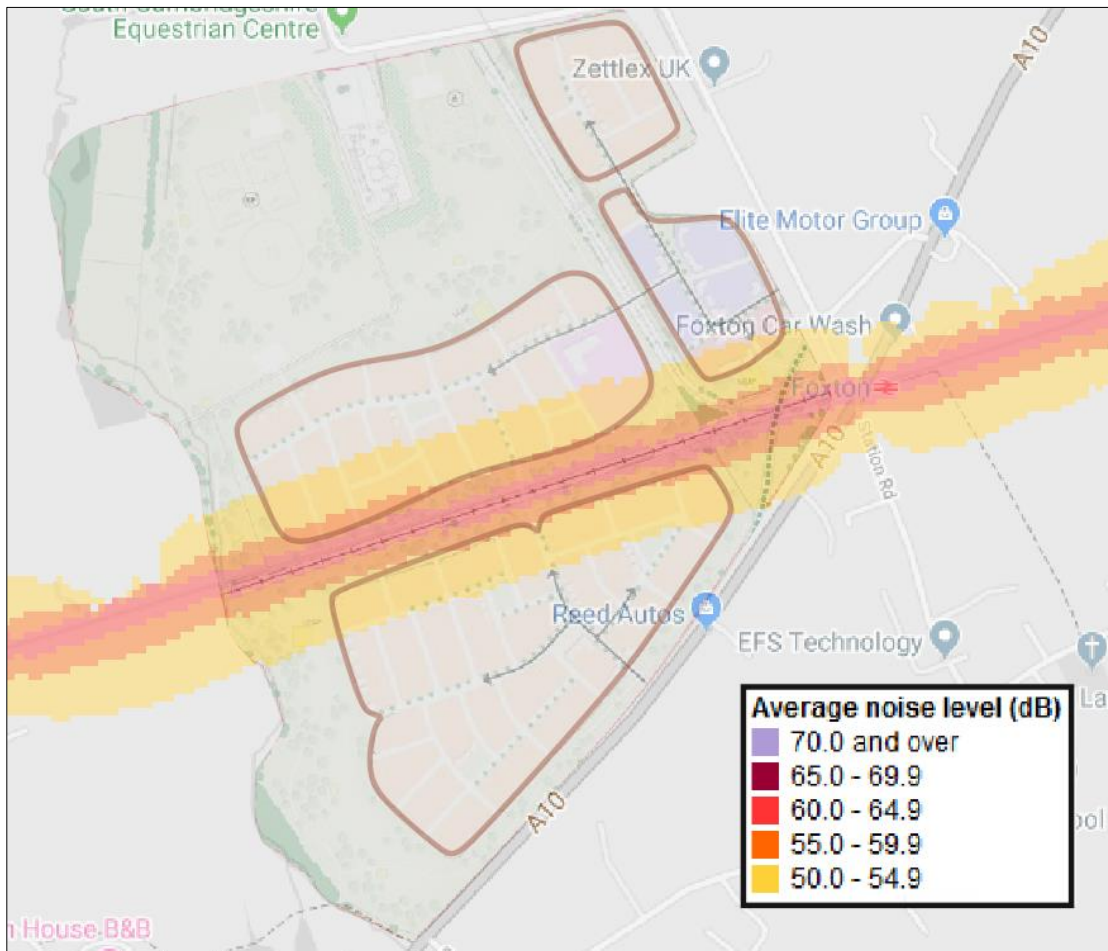 Equestrian Centre
A10
Zettlex UK
Elite Motor Group
Foxton Car Wash
Foxton
A10
Station Rd
Reed Autos
EFS Technology
La
Average noise level (dB)
70.0 and over
65.0 - 69.9
60.0 - 64.9
55.0 - 59.9
50.0 - 54.9
A10
ool
n House B&B